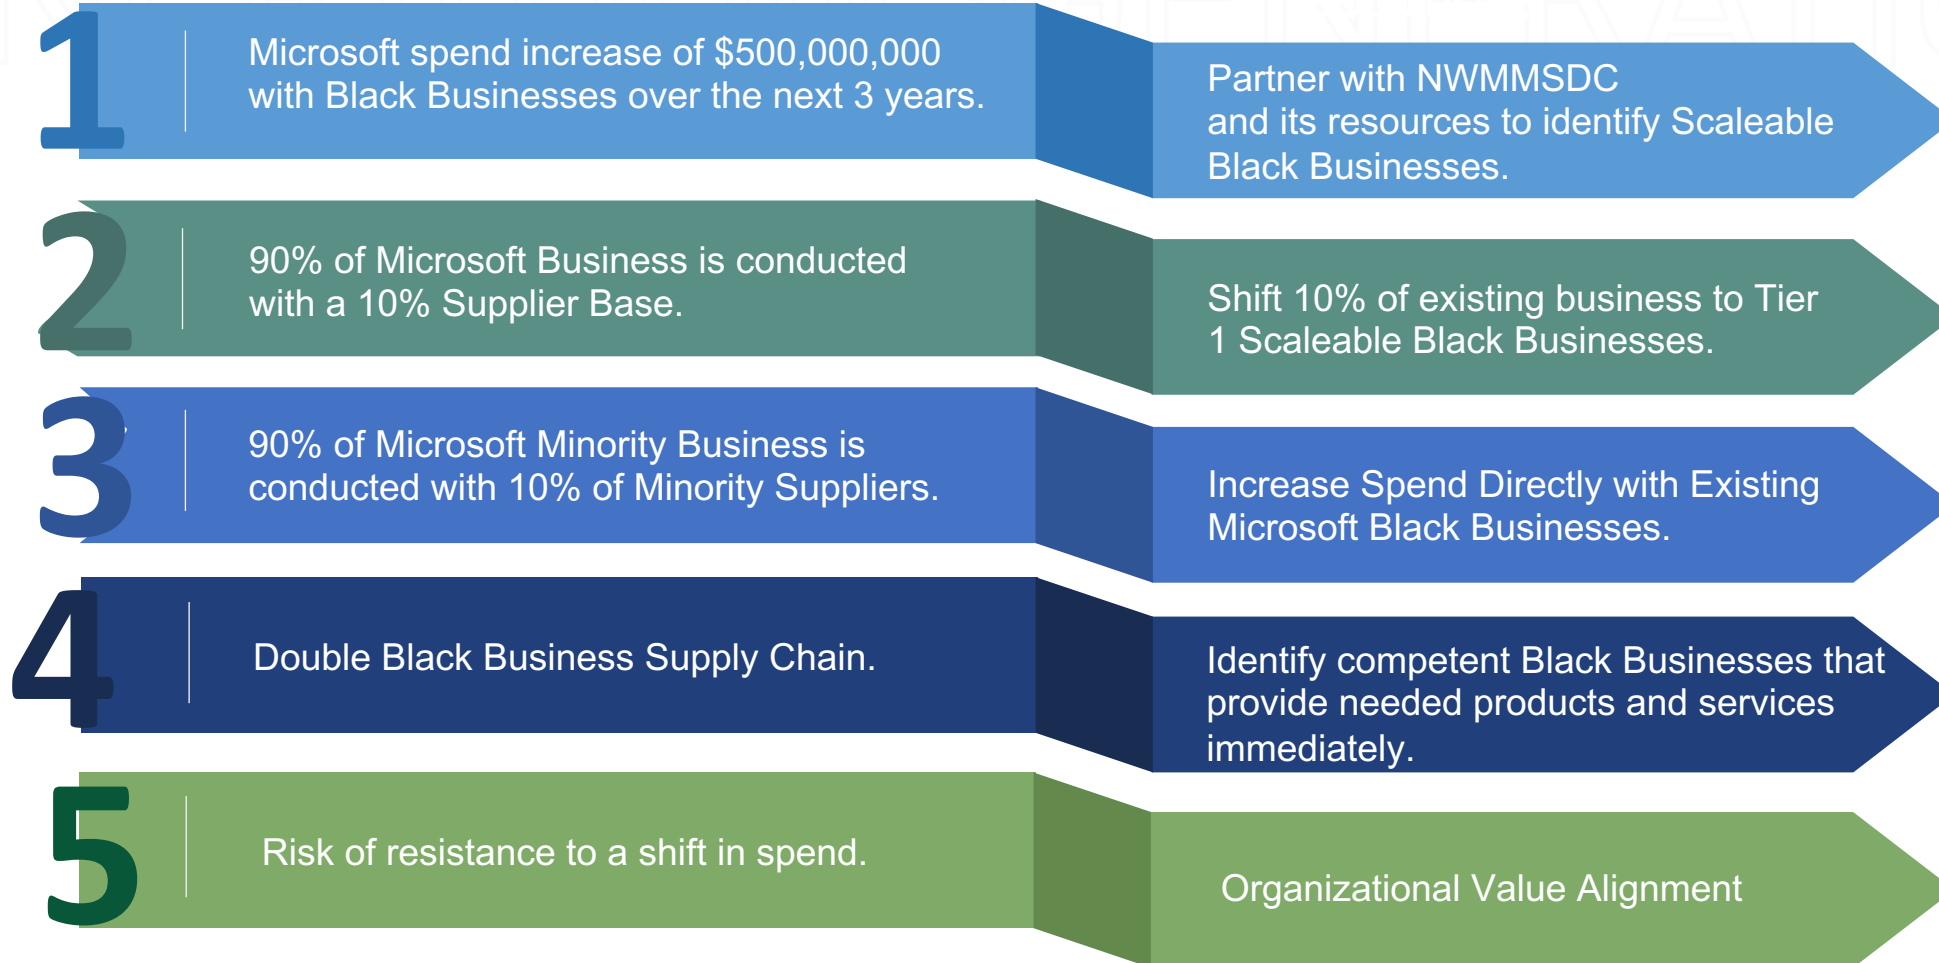 1
Microsoft spend increase of $500,000,000
with Black Businesses over the next 3 years.
Partner with NWMMSDC
and its resources to identify Scaleable
Black Businesses.
2
90% of Microsoft Business is conducted
with a 10% Supplier Base.
Shift 10% of existing business to Tier
1 Scaleable Black Businesses.
3
90% of Microsoft Minority Business is
conducted with 10% of Minority Suppliers.
Increase Spend Directly with Existing
Microsoft Black Businesses.
4
Double Black Business Supply Chain.
Identify competent Black Businesses that
provide needed products and services
immediately.
5
Risk of resistance to a shift in spend.
Organizational Value Alignment